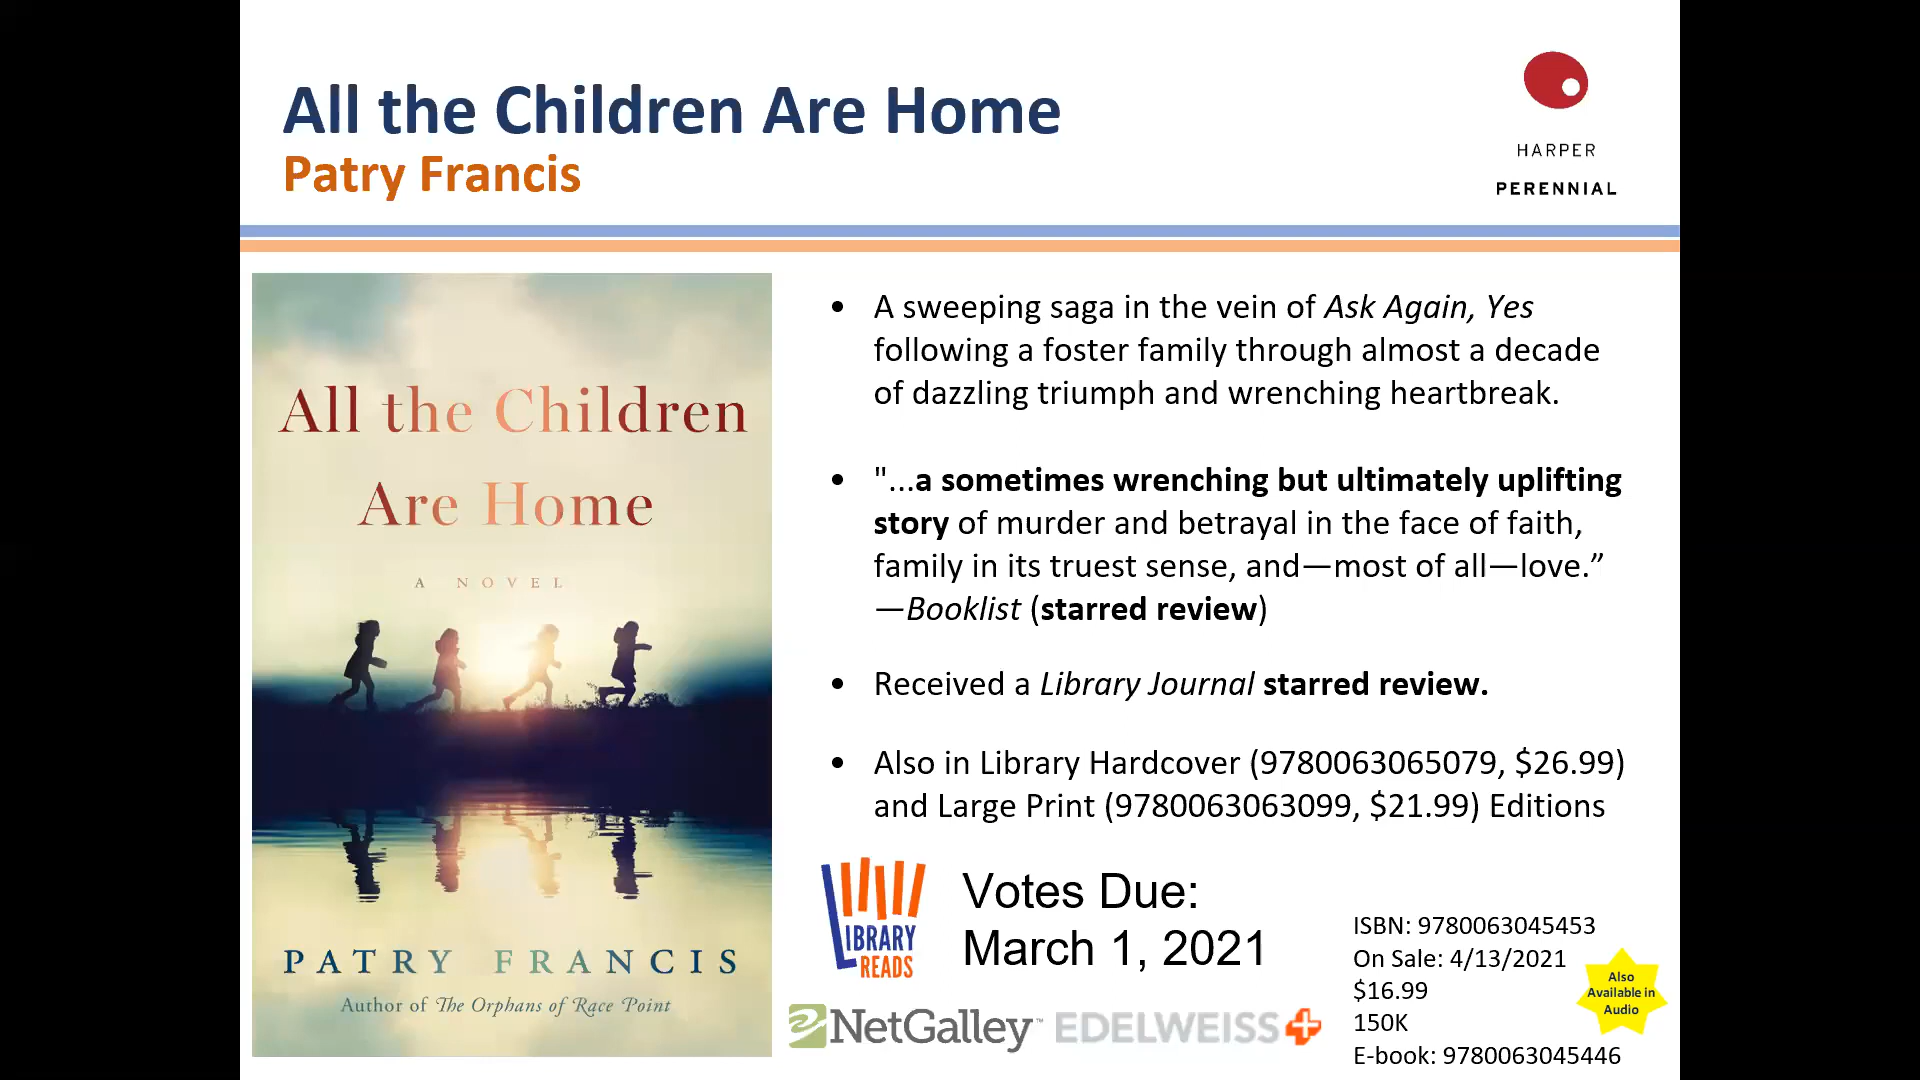 All the Children Are Home
Patry Francis
HARPER
PERENNIAL
All the Children
Are Home
A NOVEL
PATRY FRANCIS
Author of The Orphans of Race Point
• A sweeping saga in the vein of Ask Again, Yes
following a foster family through almost a decade
of dazzling triumph and wrenching heartbreak.
• "...a sometimes wrenching but ultimately uplifting
story of murder and betrayal in the face of faith,
family in its truest sense, and—most of all—love.”
—Booklist (starred review)
• Received a Library Journal starred review.
• Also in Library Hardcover (9780063065079, $26.99)
and Large Print (9780063063099, $21.99) Editions
LIBRARY
READS
Votes Due:
March 1, 2021
NetGalley™
EDELWEISS+
ISBN: 9780063045453
On Sale: 4/13/2021
$16.99
150K
E-book: 9780063045446
Also
Available in
Audio